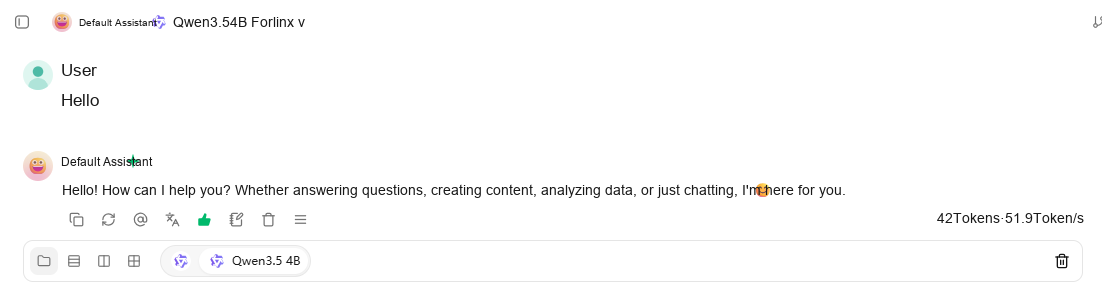 Default Assistant Qwen3.54B Forlinx v
User
Hello
Default Assistant
Hello! How can I help you? Whether answering questions, creating content, analyzing data, or just chatting, I'm here for you.
42Tokens·51.9Token/s
Qwen3.5 4B